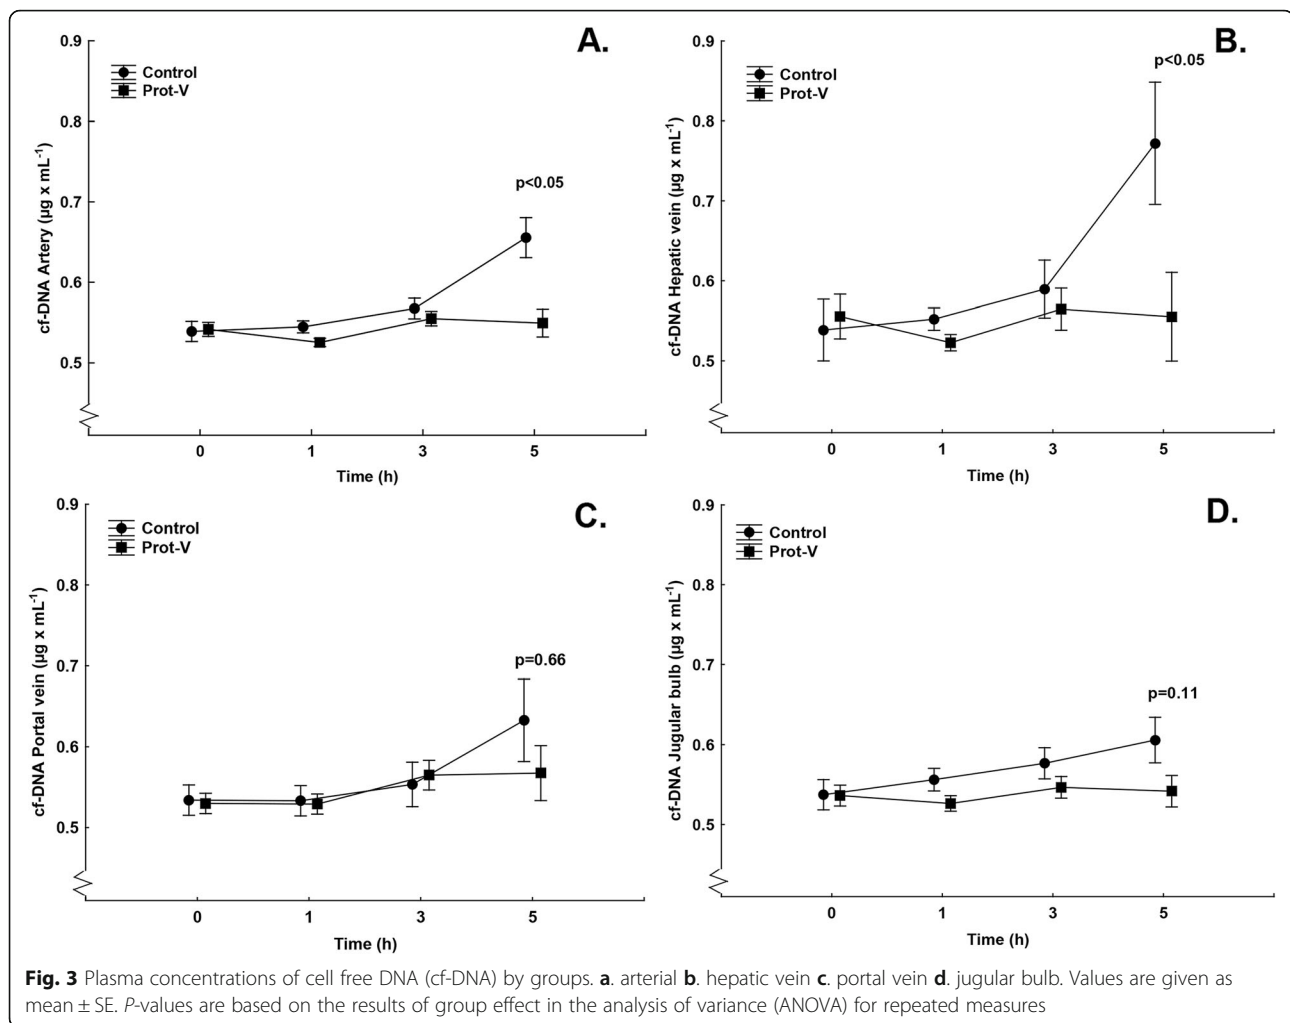 A.
0.9
0.8
0.7
0.6
0.5
cf-DNA Artery (µg x mL-1)
Control
Prot-V
p<0.05
0 1 3 5
Time (h)
B.
0.9
0.8
0.7
0.6
0.5
cf-DNA Hepatic vein (µg x mL-1)
Control
Prot-V
p<0.05
0 1 3 5
Time (h)
C.
0.9
0.8
0.7
0.6
0.5
cf-DNA Portal vein (µg x mL-1)
Control
Prot-V
p=0.66
0 1 3 5
Time (h)
D.
0.9
0.8
0.7
0.6
0.5
cf-DNA Jugular bulb (µg x mL-1)
Control
Prot-V
p=0.11
0 1 3 5
Time (h)
Fig. 3 Plasma concentrations of cell free DNA (cf-DNA) by groups. a. arterial b. hepatic vein c. portal vein d. jugular bulb. Values are given as
mean ± SE. P-values are based on the results of group effect in the analysis of variance (ANOVA) for repeated measures